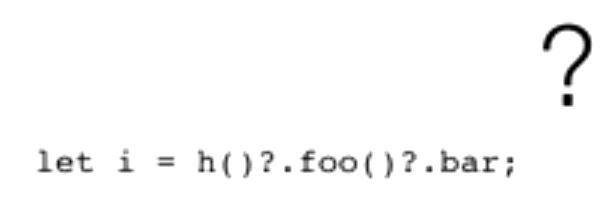 ?
let i = h()?.foo()?.bar;